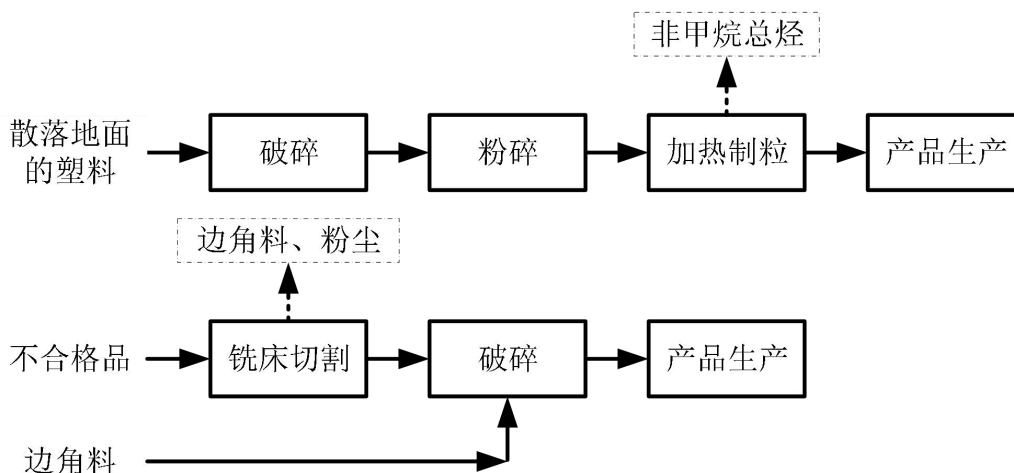 非甲烷总烃
散落地面
的塑料
破碎
粉碎
加热制粒
产品生产
边角料、粉尘
不合格品
铣床切割
破碎
产品生产
边角料